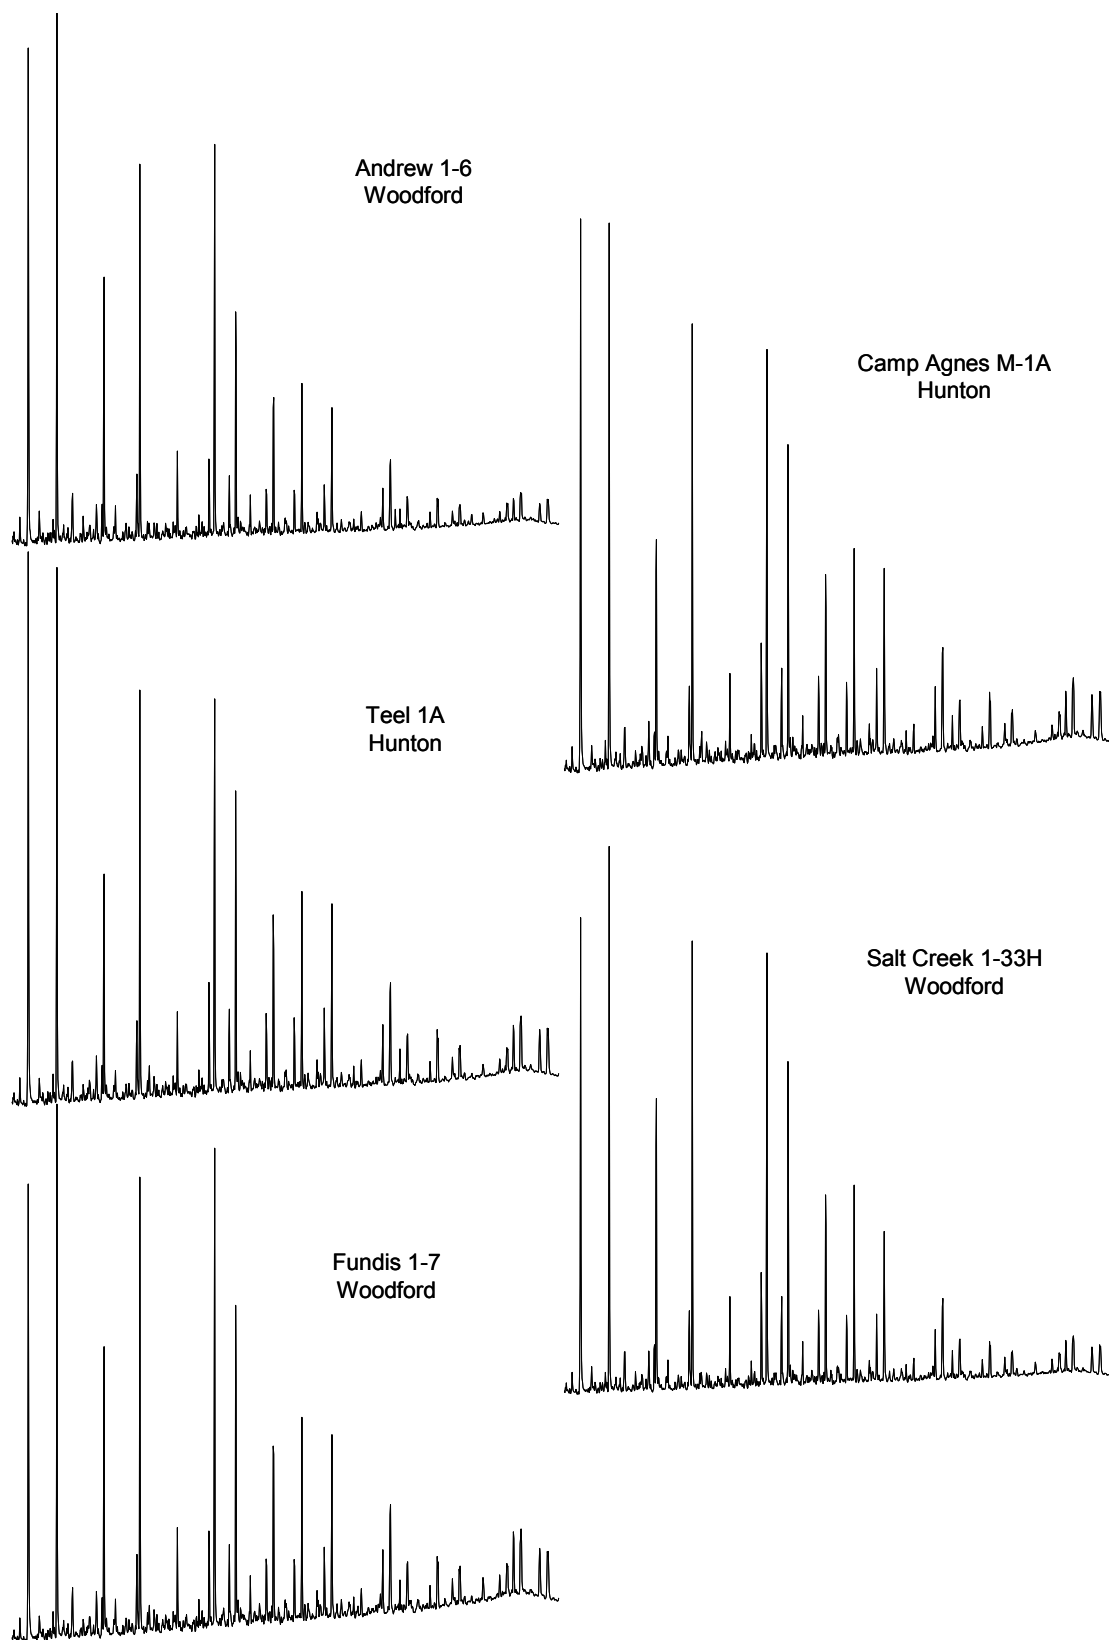 Andrew 1-6
Woodford
Camp Agnes M-1A
Hunton
Teel 1A
Hunton
Salt Creek 1-33H
Woodford
Fundis 1-7
Woodford